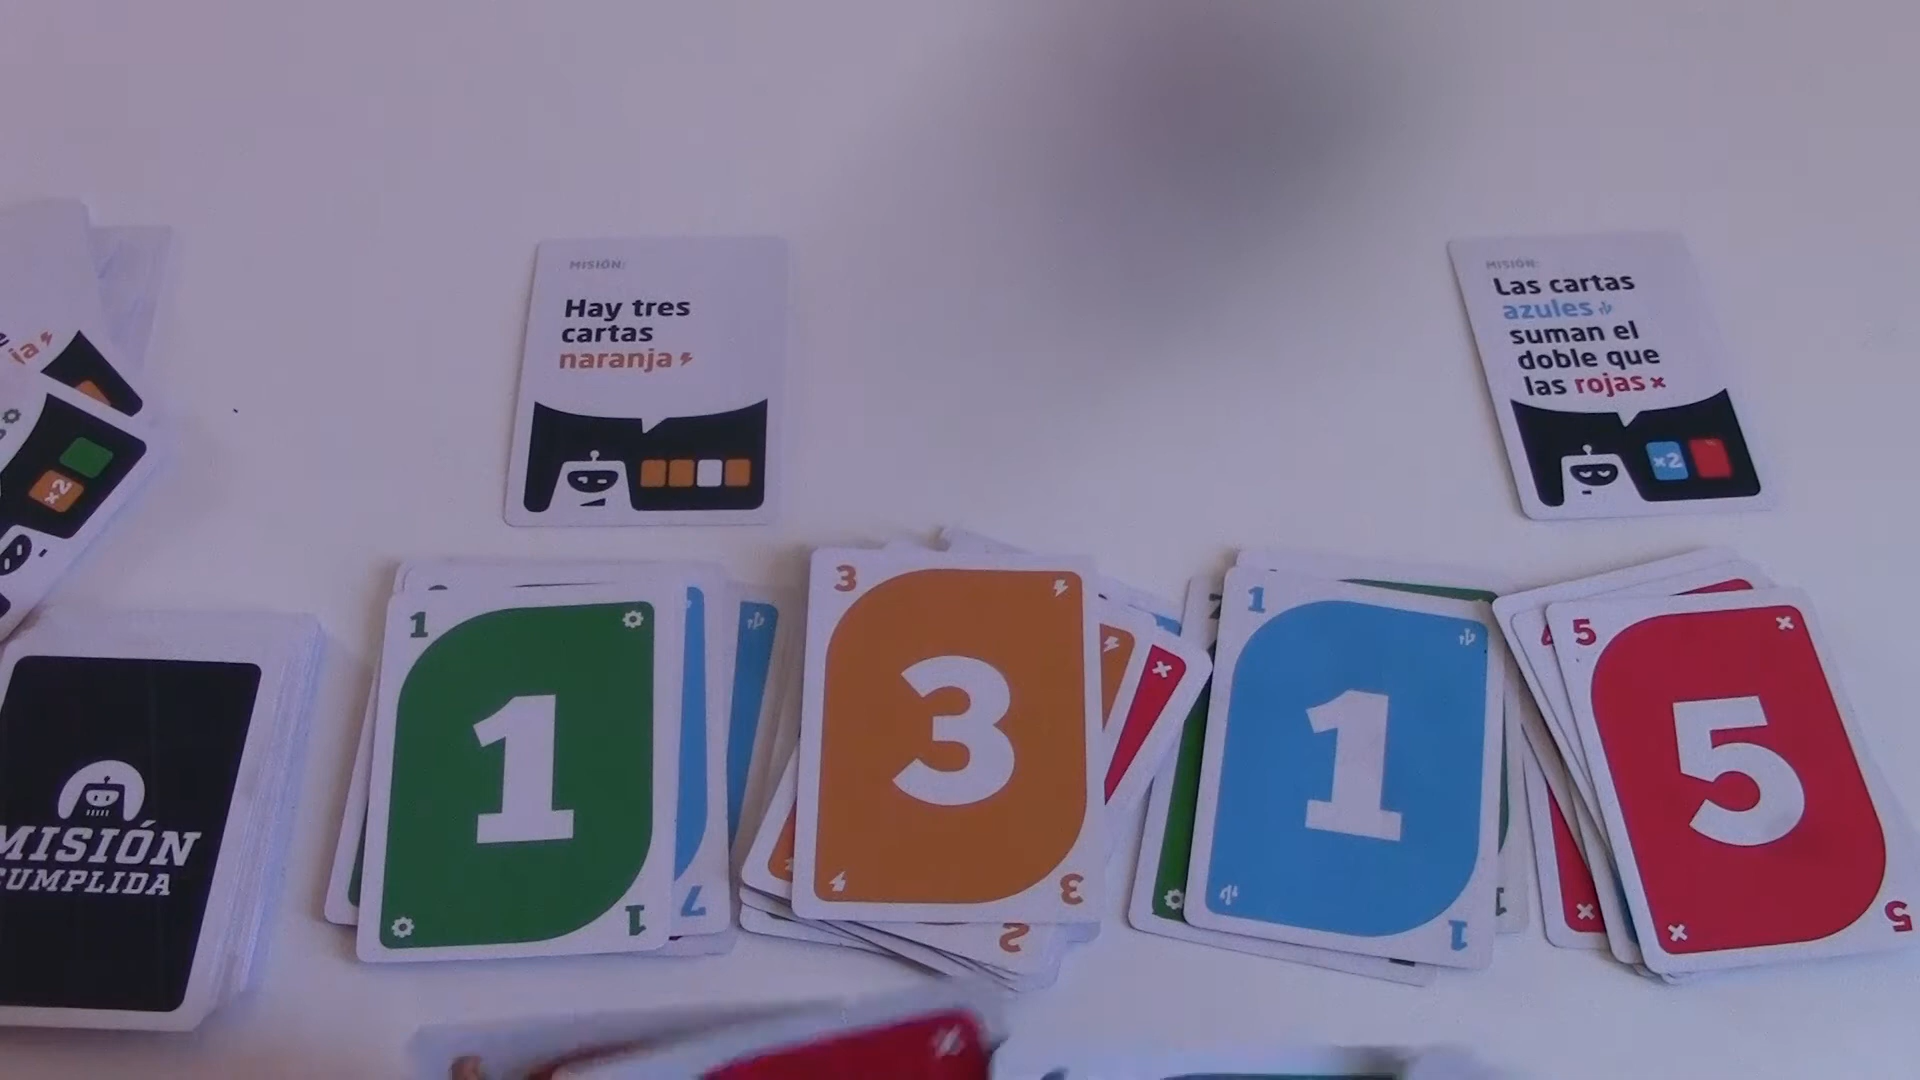 MISIÓN:
Hay tres
cartas
naranja
MISIÓN:
Las cartas
azules
suman el
doble que
las rojas
x2
x2
MISIÓN
CUMPLIDA
1
1
1
7
3
3
3
2
1
1
1
1
5
5
5